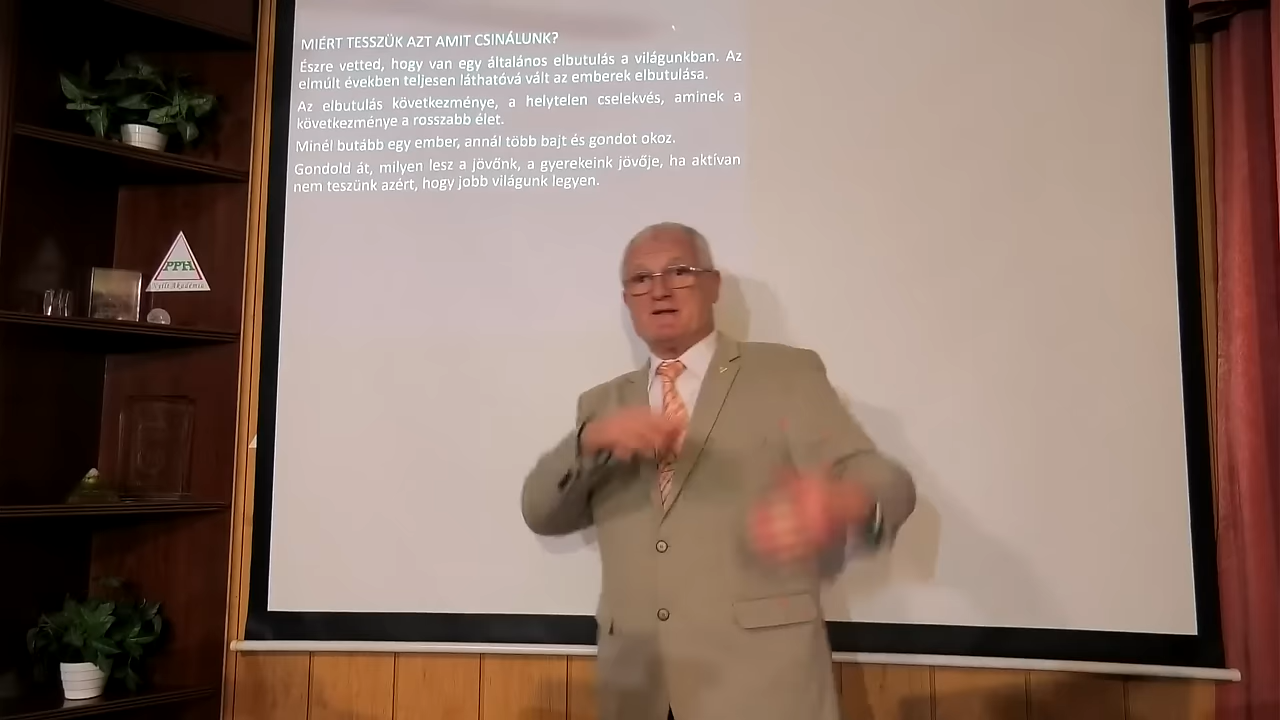 MIÉRT TESSZÜK AZT AMIT CSINÁLUNK?
Észre vetted, hogy van egy általános elbutulás a világunkban. Az
elmúlt években teljesen láthatóvá vált az emberek elbutulása.
Az elbutulás következménye, a helytelen cselekvés, aminek a
következménye a rosszabb élet.
Minél butább egy ember, annál több bajt és gondot okoz.
Gondold át, milyen lesz a jövőnk, a gyerekeink jövője, ha aktívan
nem teszünk azért, hogy jobb világunk legyen.
PPH
Nyílt Akadémia